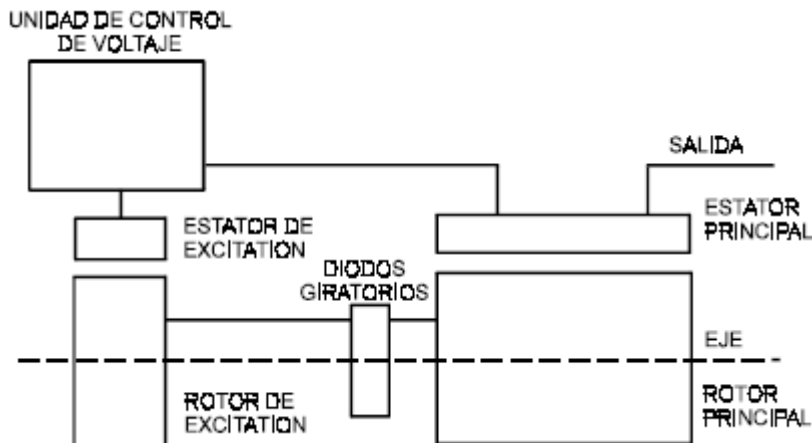 UNIDAD DE CONTROL
DE VOLTAJE
SALIDA
ESTATOR DE
EXCITATION
ESTATOR
PRINCIPAL
DIODOS
GIRATORIOS
EJE
ROTOR DE
EXCITATION
ROTOR
PRINCIPAL